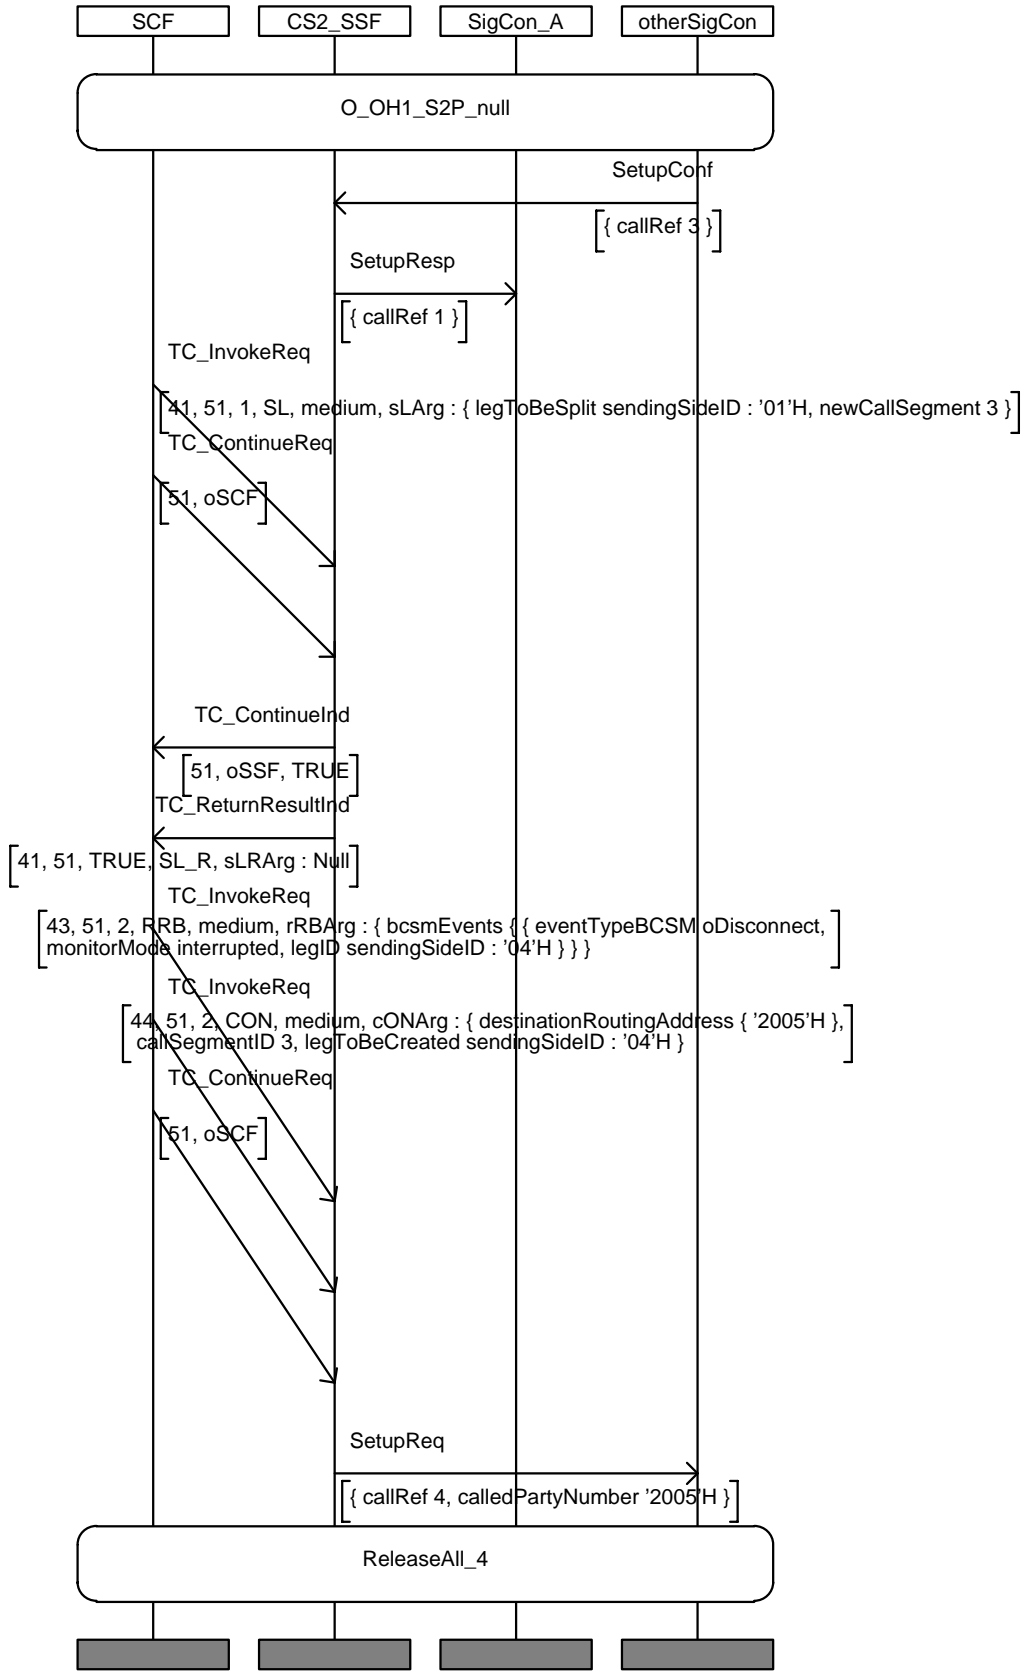 SCF
CS2_SSF
SigCon_A
otherSigCon
O_OH1_S2P_null
SetupConf
{ callRef 3 }
SetupResp
{ callRef 1 }
TC_InvokeReq
41, 51, 1, SL, medium, sLArg : { legToBeSplit sendingSideID : ’01’H, newCallSegment 3 }
TC_ContinueReq
51, oSCF
TC_ContinueInd
51, oSSF, TRUE
TC_ReturnResultInd
41, 51, TRUE, SL_R, sLRArg : Null
TC_InvokeReq
43, 51, 2, RRB, medium, rRBArg : { bcsmEvents { { eventTypeBCSM oDisconnect,
monitorMode interrupted, legID sendingSideID : ’04’H } } }
TC_InvokeReq
44, 51, 2, CON, medium, cONArg : { destinationRoutingAddress { ’2005’H },
callSegmentID 3, legToBeCreated sendingSideID : ’04’H }
TC_ContinueReq
51, oSCF
SetupReq
{ callRef 4, calledPartyNumber ’2005’H }
ReleaseAll_4